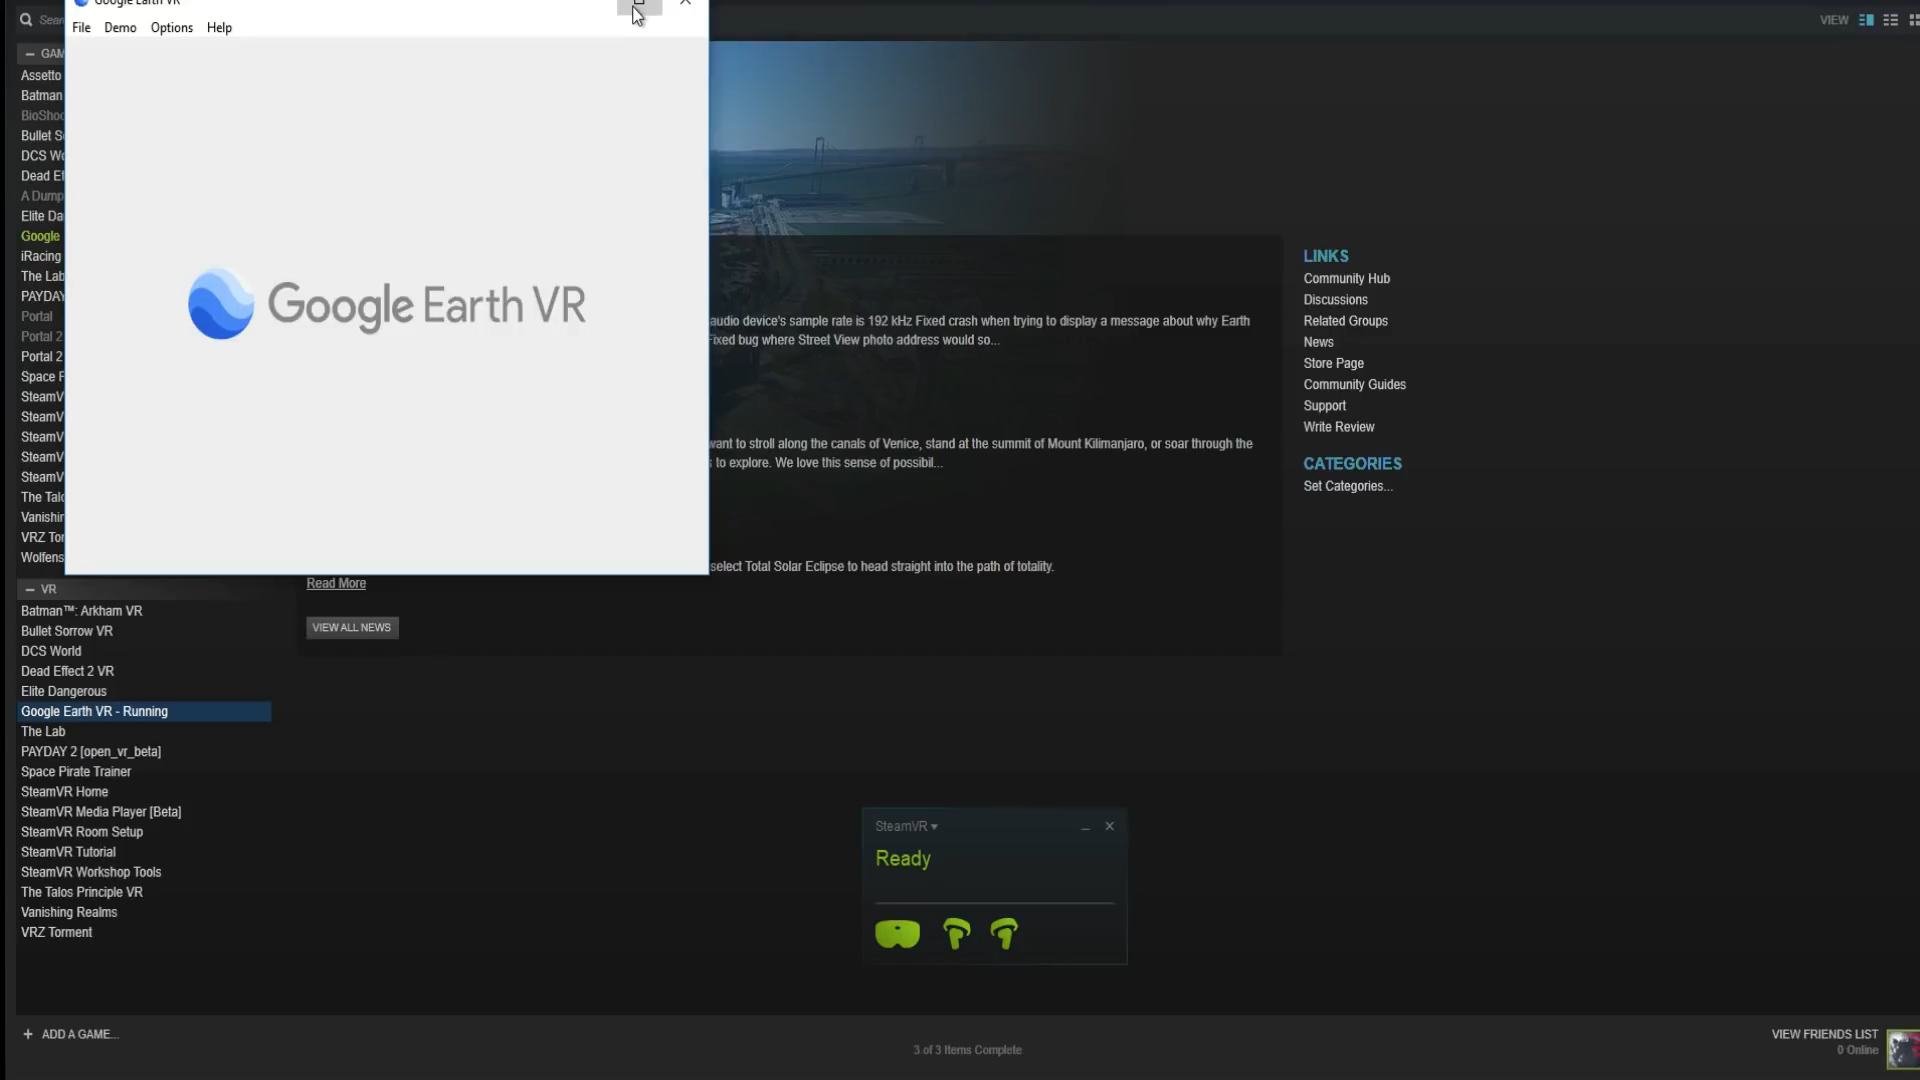 Google Earth VR
File Demo Options Help
Google Earth VR
Sear
VIEW
GAM
Assetto
Batman
BioShoc
Bullet S
DCS Wo
Dead Ef
A Dump
Elite Da
Google
iRacing
The Lab
PAYDAY
Portal
Portal 2
Portal 2
Space P
SteamV
SteamV
SteamV
SteamV
SteamV
The Talo
Vanishin
VRZ Tor
Wolfens
VR
Batman™: Arkham VR
Bullet Sorrow VR
DCS World
Dead Effect 2 VR
Elite Dangerous
Google Earth VR - Running
The Lab
PAYDAY 2 [open_vr_beta]
Space Pirate Trainer
SteamVR Home
SteamVR Media Player [Beta]
SteamVR Room Setup
SteamVR Tutorial
SteamVR Workshop Tools
The Talos Principle VR
Vanishing Realms
VRZ Torment
+ ADD A GAME...
audio device's sample rate is 192 kHz Fixed crash when trying to display a message about why Earth
Fixed bug where Street View photo address would so...
want to stroll along the canals of Venice, stand at the summit of Mount Kilimanjaro, or soar through the
s to explore. We love this sense of possibil...
select Total Solar Eclipse to head straight into the path of totality.
Read More
VIEW ALL NEWS
LINKS
Community Hub
Discussions
Related Groups
News
Store Page
Community Guides
Support
Write Review
CATEGORIES
Set Categories...
SteamVR
Ready
3 of 3 Items Complete
VIEW FRIENDS LIST
0 Online